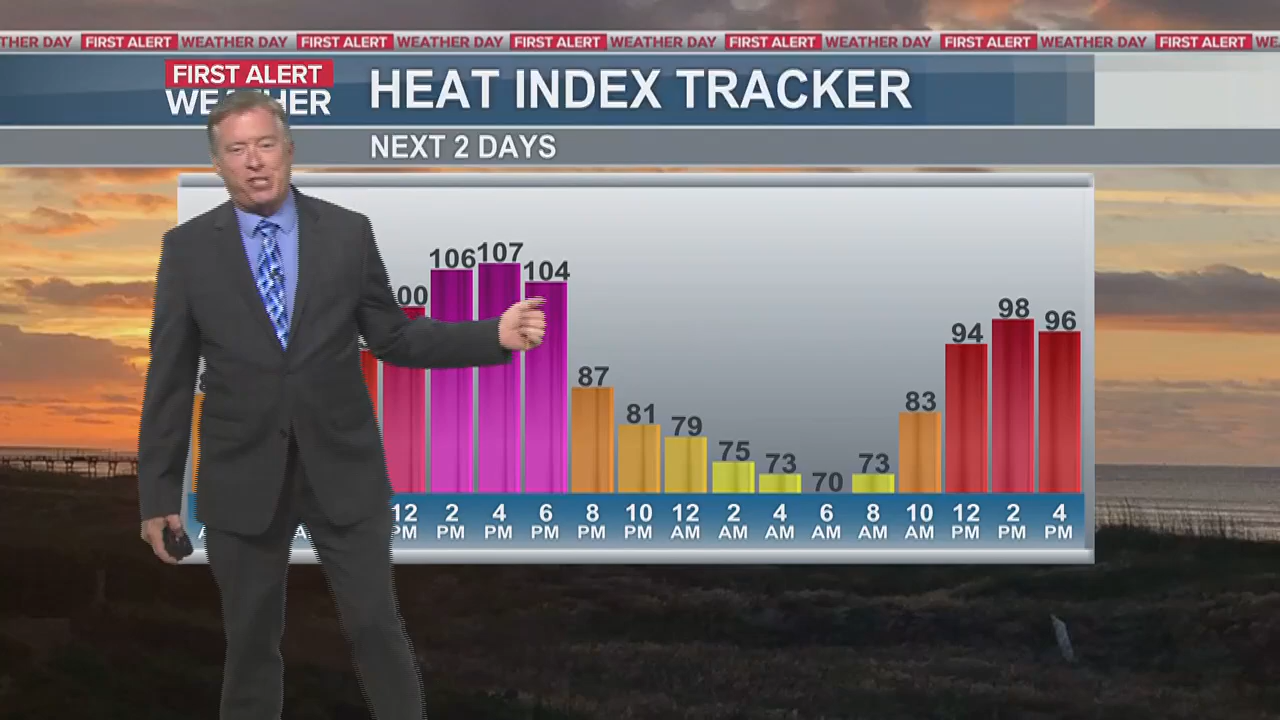 FIRST ALERT WEATHER DAY FIRST ALERT WEATHER DAY FIRST ALERT WEATHER DAY FIRST ALERT WEATHER DAY FIRST ALERT WEATHER DAY FIRST ALERT
FIRST ALERT
HEAT INDEX TRACKER
NEXT 2 DAYS
106 107 104 87 81 79 75 73 70 73 83 94 98 96
12 2 4 6 8 10 12 2 4 6 8 10 12 2 4
PM PM PM PM PM PM AM AM AM AM AM AM PM PM PM